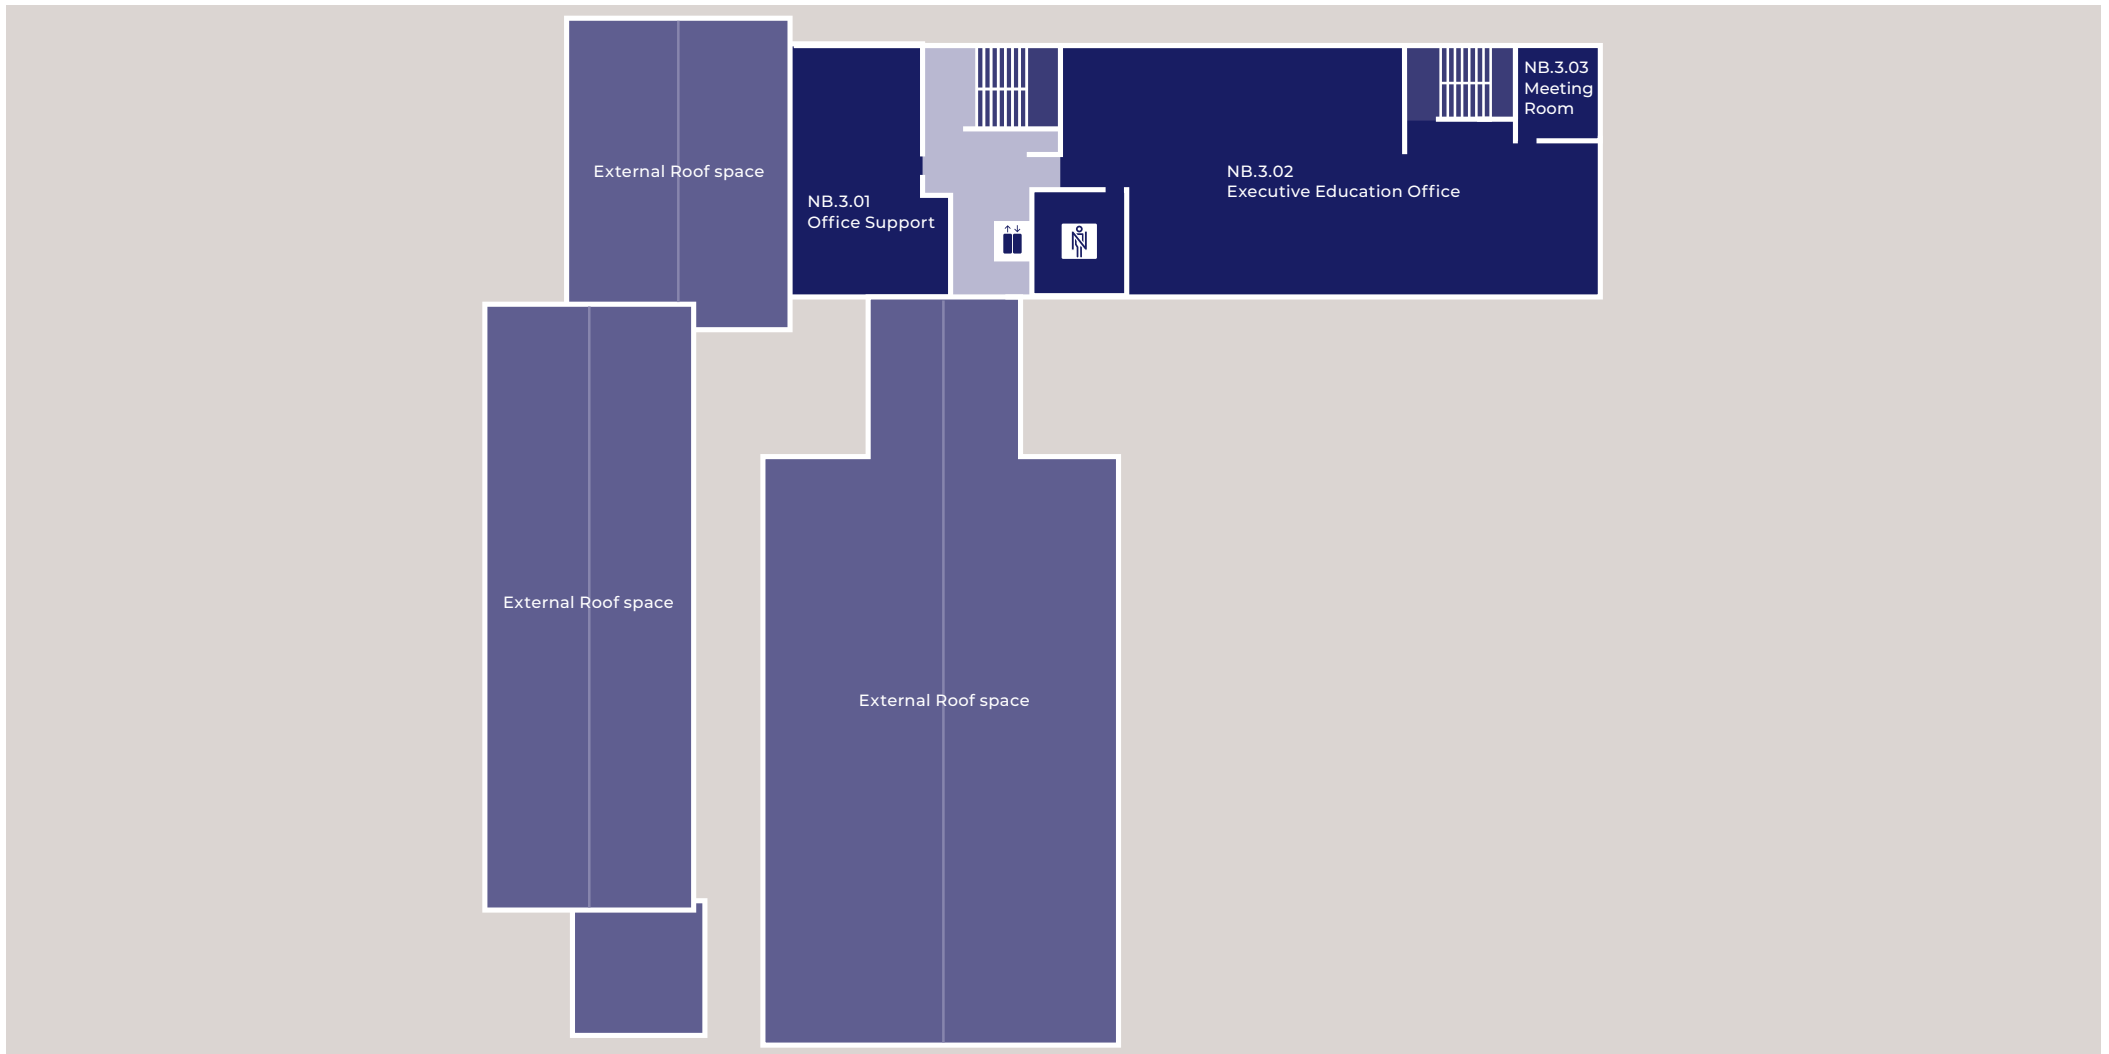 NB.3.03
Meeting
Room
External Roof space
NB.3.02
Executive Education Office
NB.3.01
Office Support
External Roof space
External Roof space